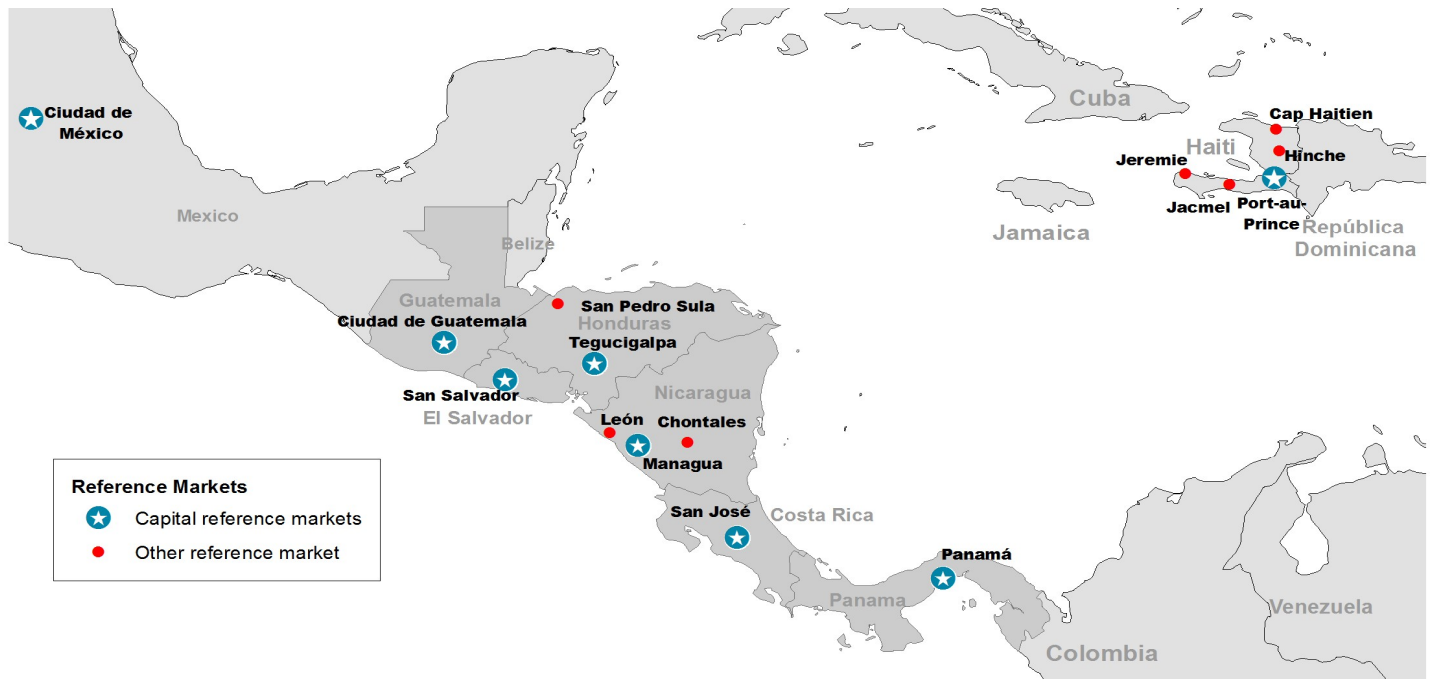 Cuba
Cap Haitien
Ciudad de
México
Haiti
Hinche
Jeremie
Jacmel
Port-au-
Prince
República
Dominicana
Mexico
Jamaica
Belize
Guatemala
San Pedro Sula
Honduras
Ciudad de Guatemala
Tegucigalpa
San Salvador
El Salvador
Nicaragua
León
Chontales
Managua
Reference Markets
Capital reference markets
Other reference market
San José
Costa Rica
Panamá
Panama
Venezuela
Colombia